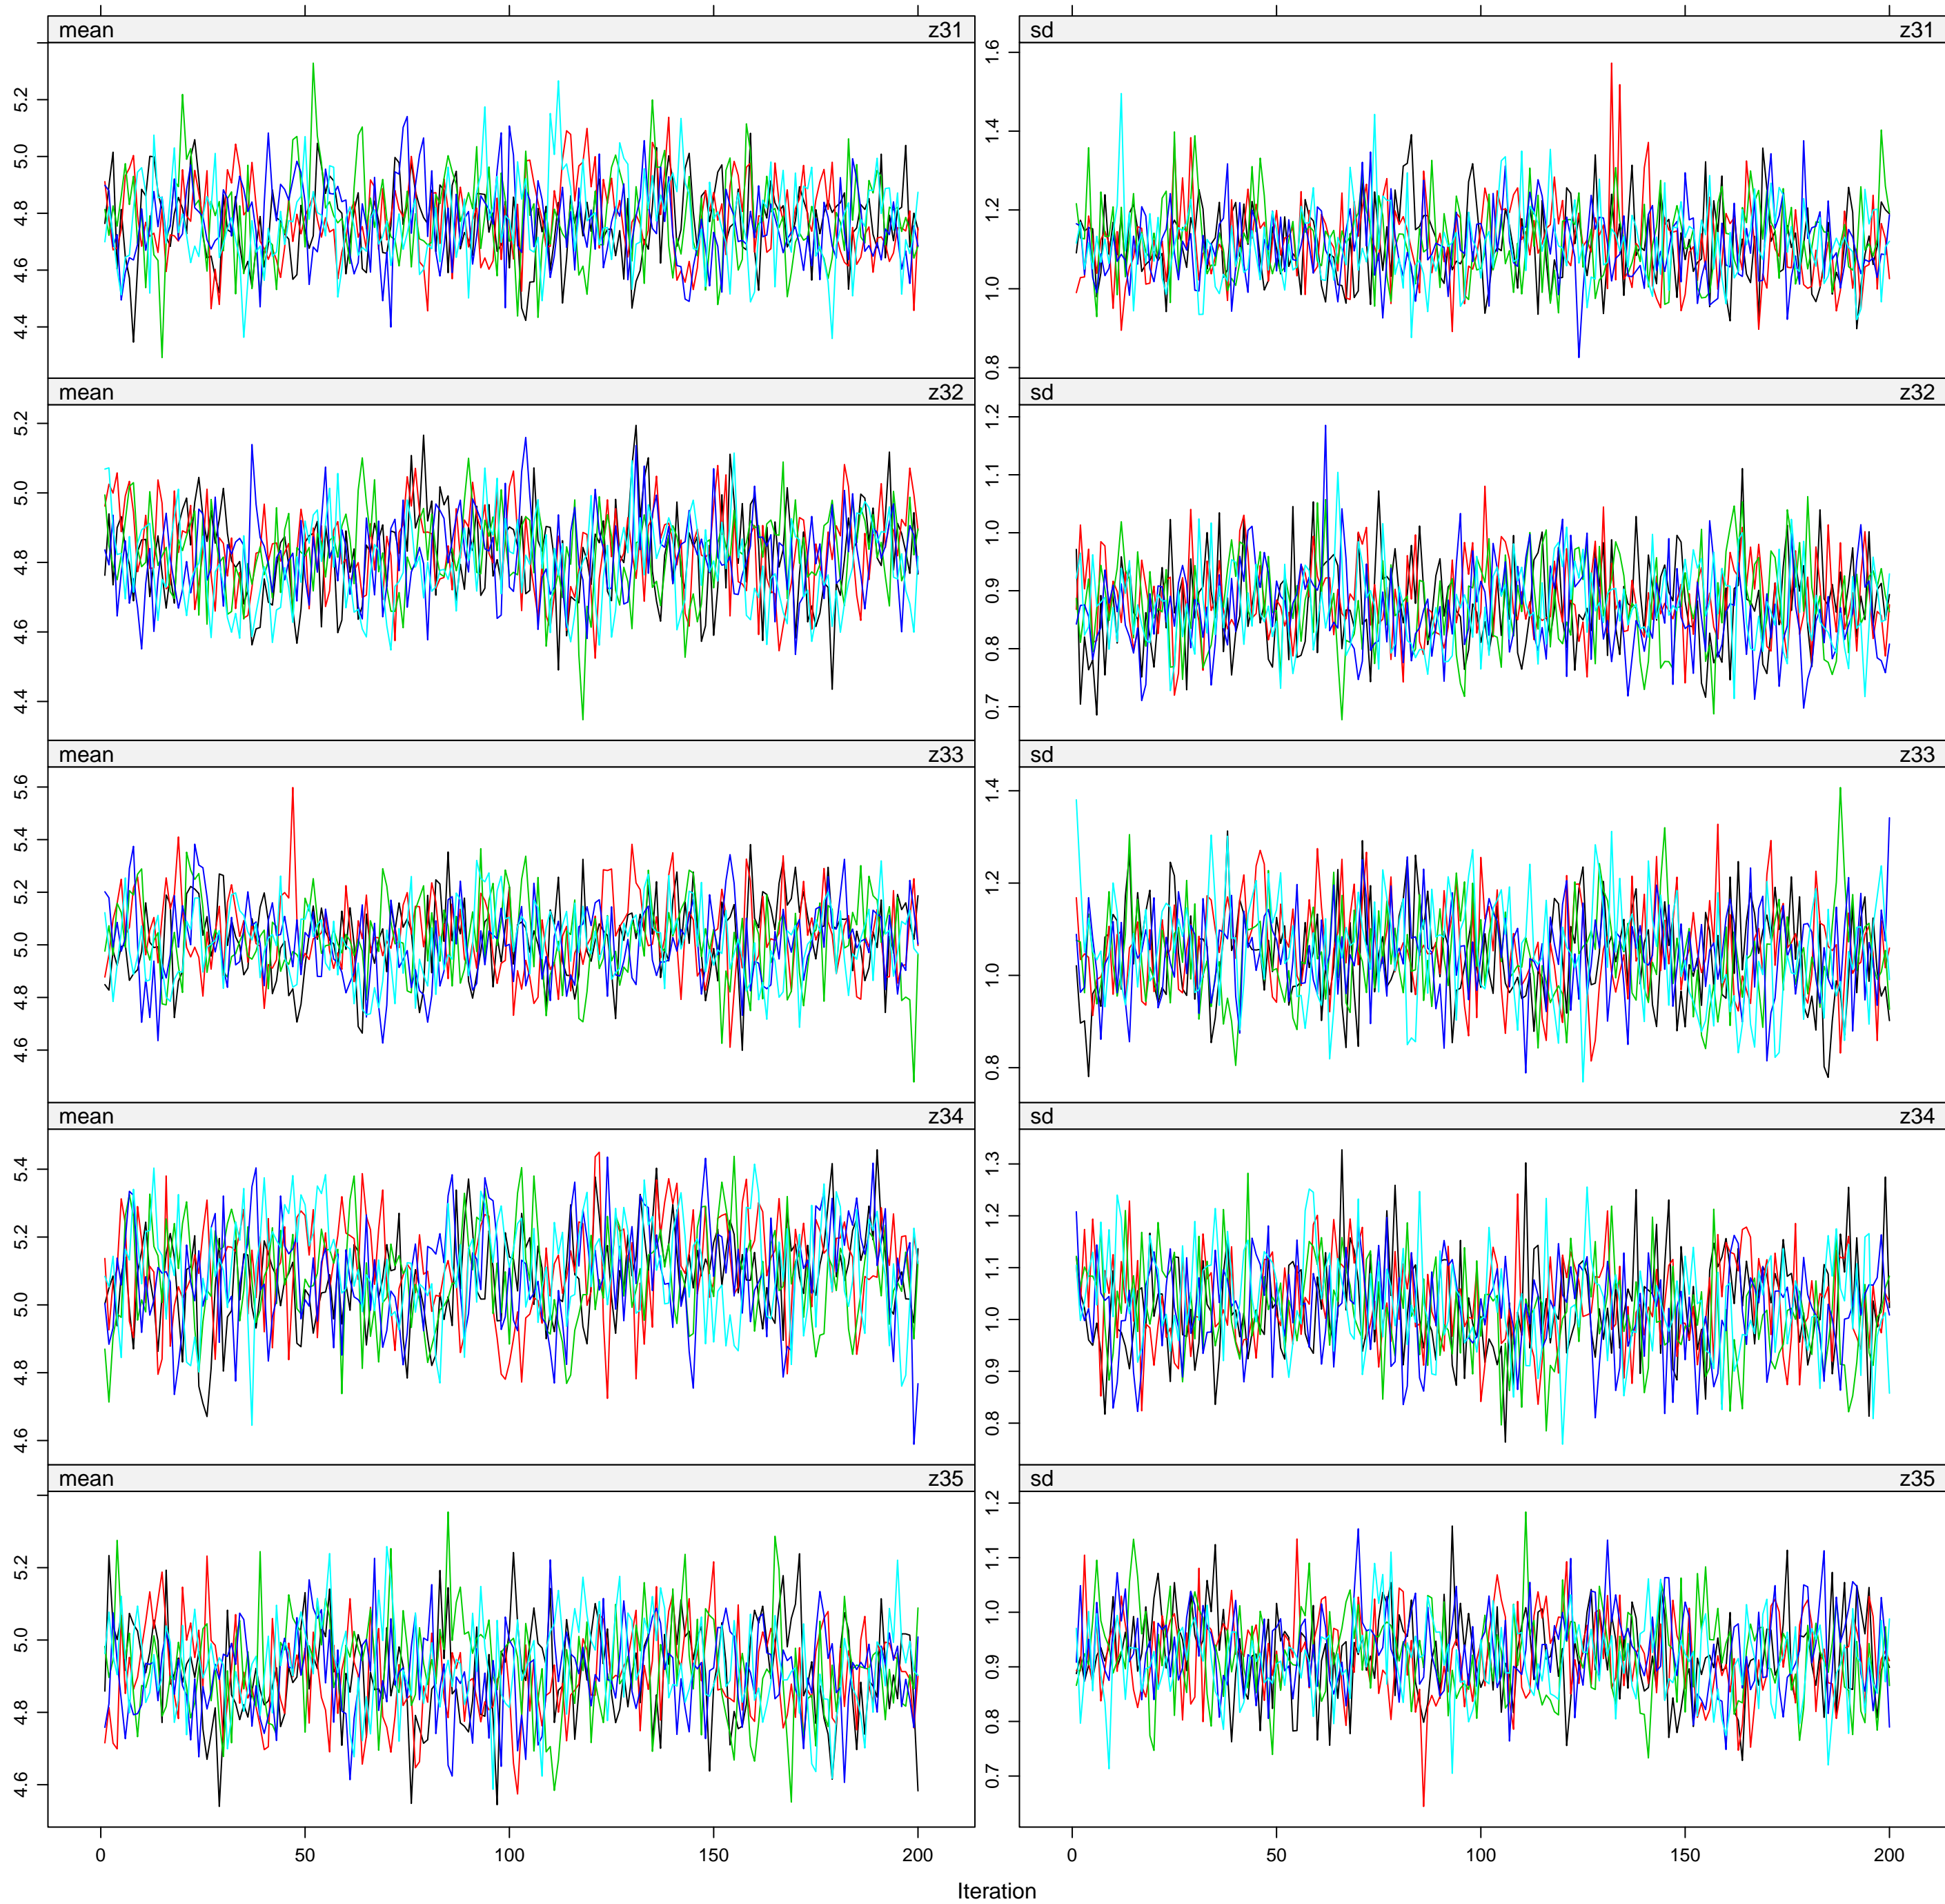 mean z31 sd z31
4.4 4.6 4.8 5.0 5.2
0.8 1.0 1.2 1.4 1.6
mean z32 sd z32
4.4 4.6 4.8 5.0 5.2
0.7 0.8 0.9 1.0 1.1 1.2
mean z33 sd z33
4.6 4.8 5.0 5.2 5.4 5.6
0.8 1.0 1.2 1.4
mean z34 sd z34
4.6 4.8 5.0 5.2 5.4
0.8 0.9 1.0 1.1 1.2 1.3
mean z35 sd z35
4.6 4.8 5.0 5.2
0.7 0.8 0.9 1.0 1.1 1.2
0 50 100 150 200 0 50 100 150 200
Iteration